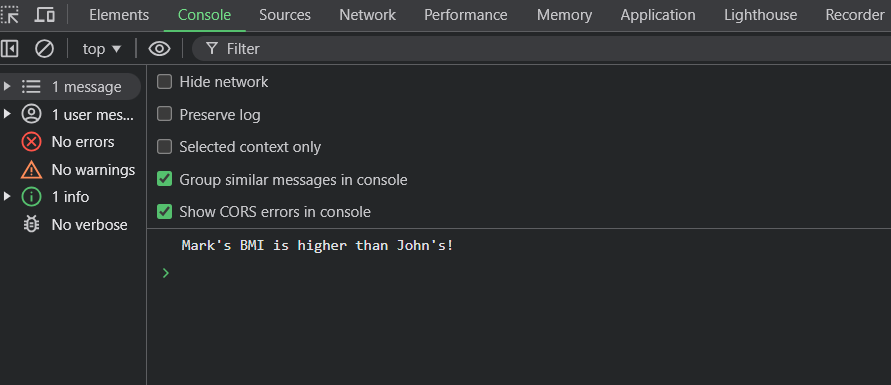 Elements Console Sources Network Performance Memory Application Lighthouse Recorder
top Filter
1 message
1 user mes...
No errors
No warnings
1 info
No verbose
Hide network
Preserve log
Selected context only
Group similar messages in console
Show CORS errors in console
Mark's BMI is higher than John's!